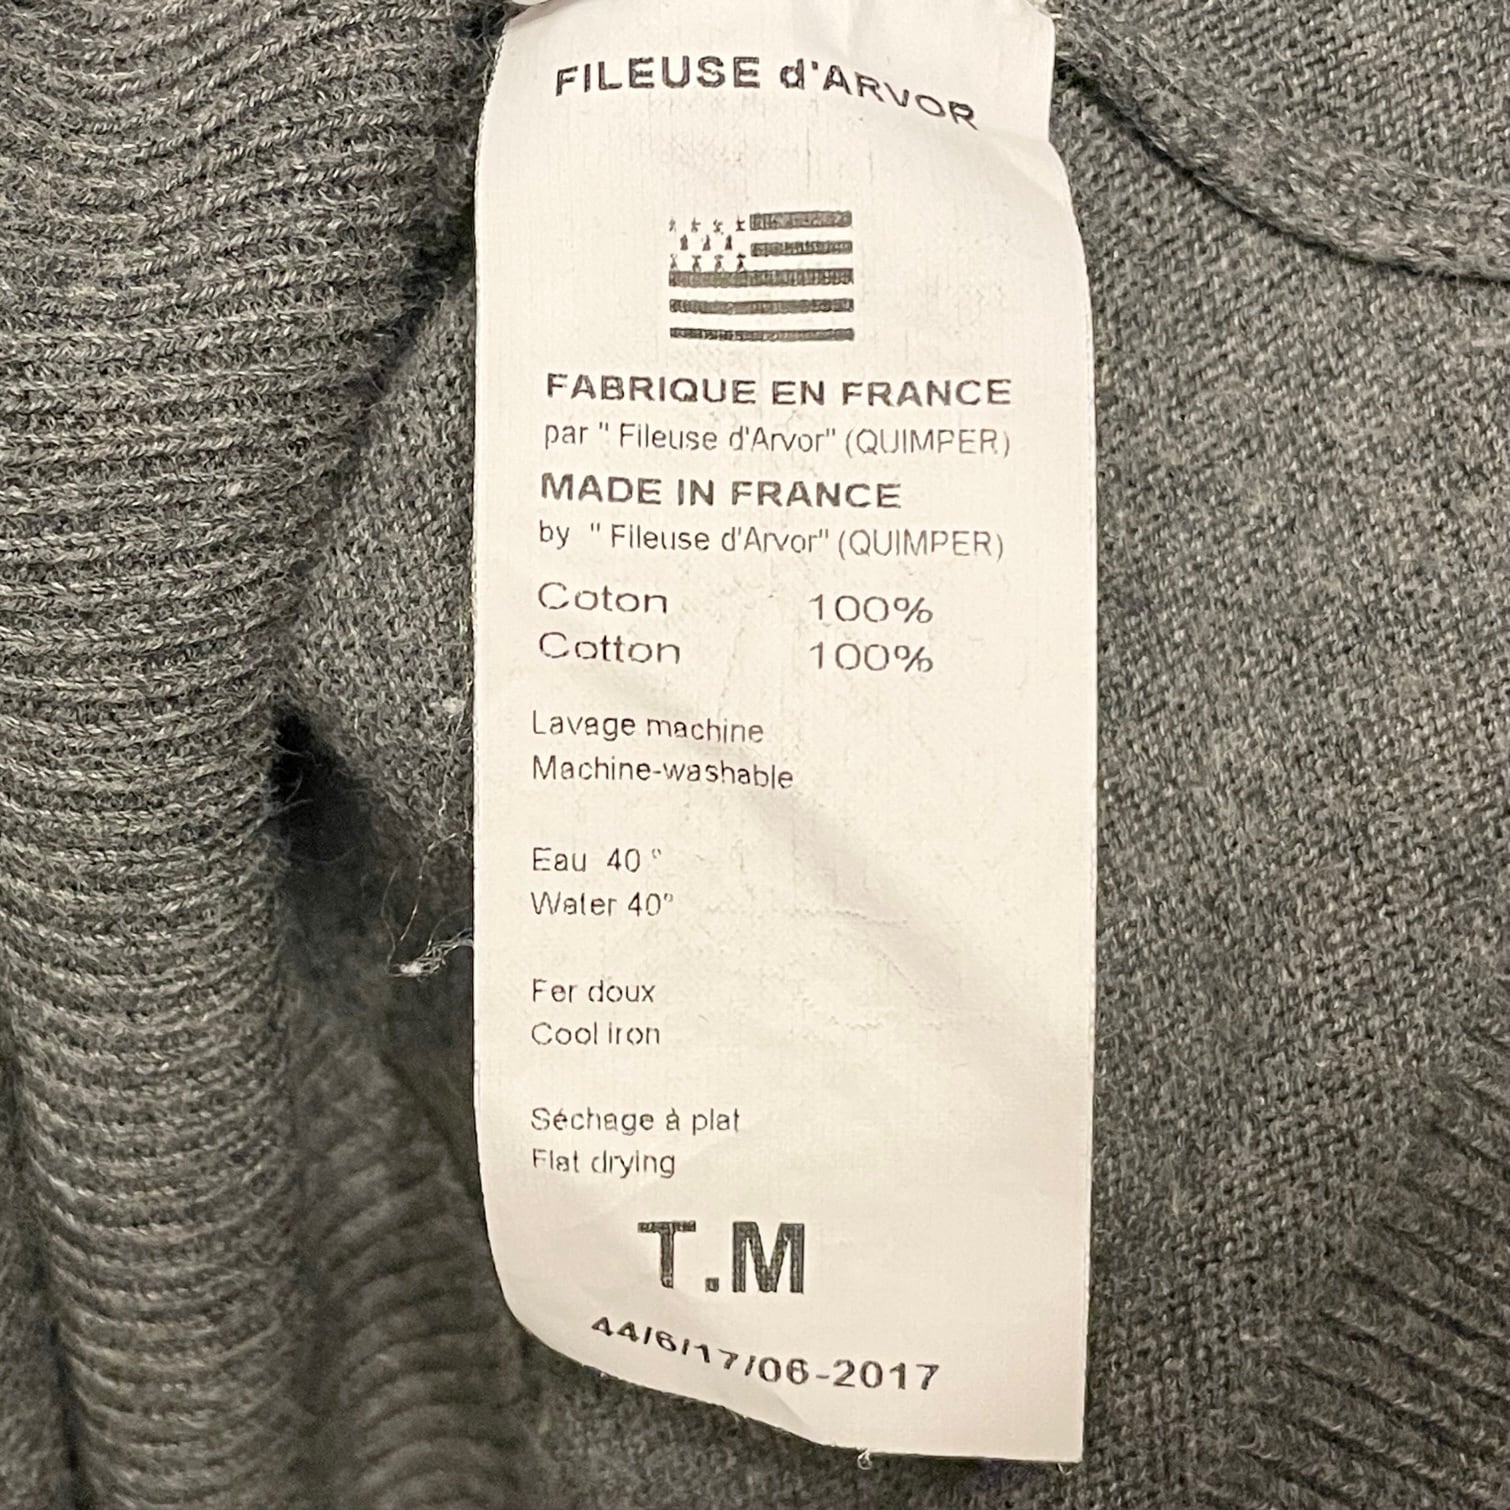 FILEUSE d'ARVOR
FABRIQUE EN FRANCE
par " Fileuse d'Arvor" (QUIMPER)
MADE IN FRANCE
by " Fileuse d'Arvor" (QUIMPER)
Coton 100%
Cotton 100%
Lavage machine
Machine-washable
Eau 40 °
Water 40°
Fer doux
Cool iron
Séchage à plat
Flat drying
T.M
44/6/17/06-2017